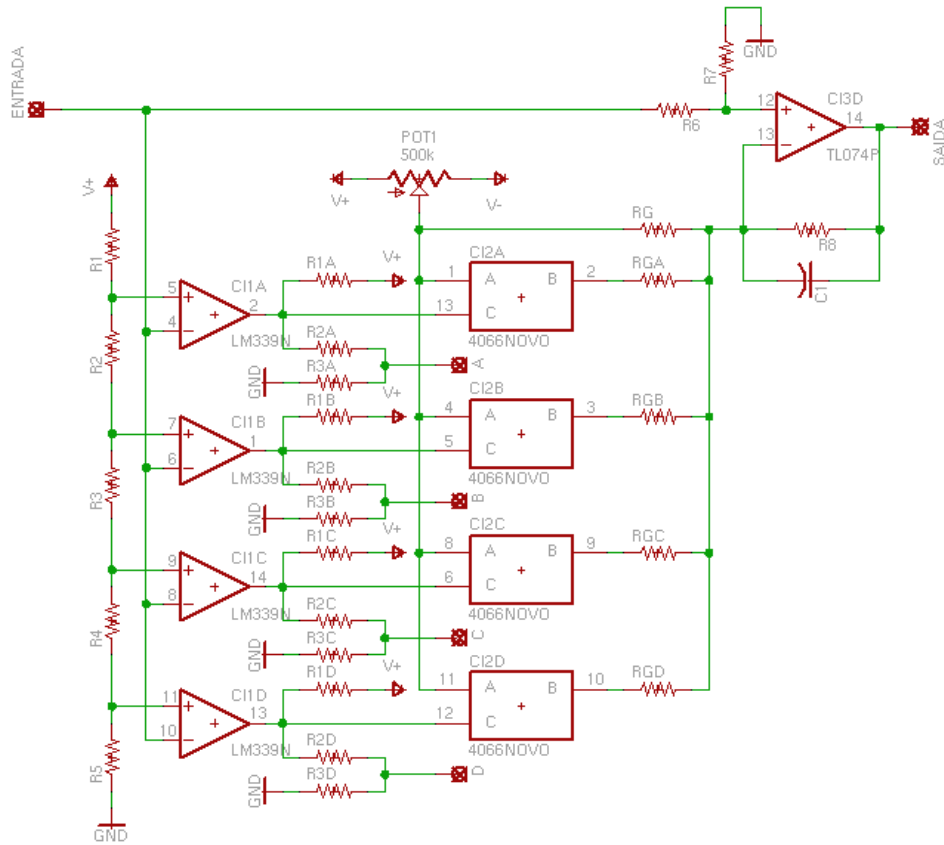 ENTRADA
GND
R7
R6
12
13
CI3D
14
TL074P
SAIDA
POT1
500k
V+
V-
V+
R1
RG
R8
C1
R1A
V+
CI2A
1
A
B
2
RGA
C
13
4066NOVO
CI1A
5
4
2
LM339N
R2
R2A
R3A
GND
A
R1B
V+
CI2B
4
A
B
3
RGB
C
5
4066NOVO
CI1B
7
6
1
LM339N
R3
R2B
R3B
GND
B
R1C
V+
CI2C
8
A
B
9
RGC
C
6
4066NOVO
CI1C
9
8
14
LM339N
R4
R2C
R3C
GND
C
R1D
V+
CI2D
11
A
B
10
RGD
C
12
4066NOVO
CI1D
11
10
13
LM339N
R5
R2D
R3D
GND
D
GND